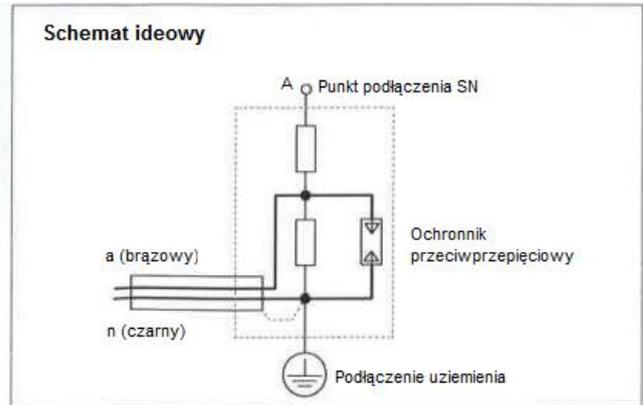 Schemat ideowy
A
Punkt podłączenia SN
Ochronnik
przeciwprzepięciowy
a (brązowy)
n (czarny)
Podłączenie uziemienia